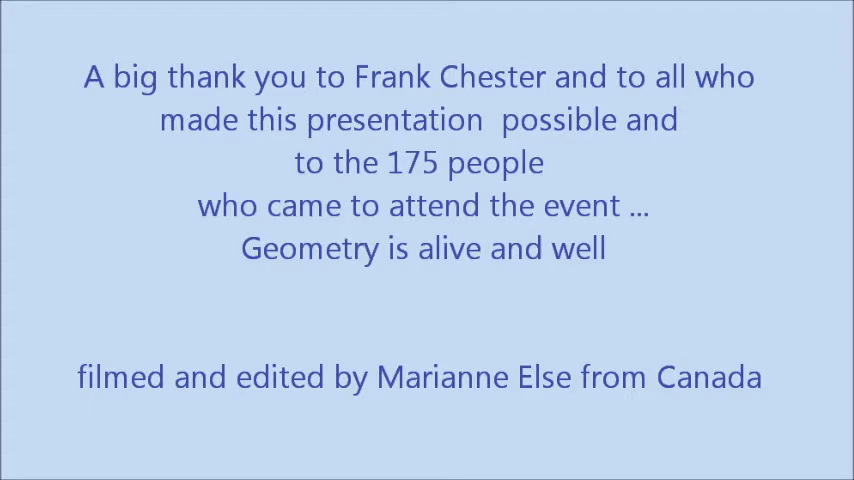 A big thank you to Frank Chester and to all who
made this presentation  possible and
to the 175 people
who came to attend the event ...
Geometry is alive and well
filmed and edited by Marianne Else from Canada